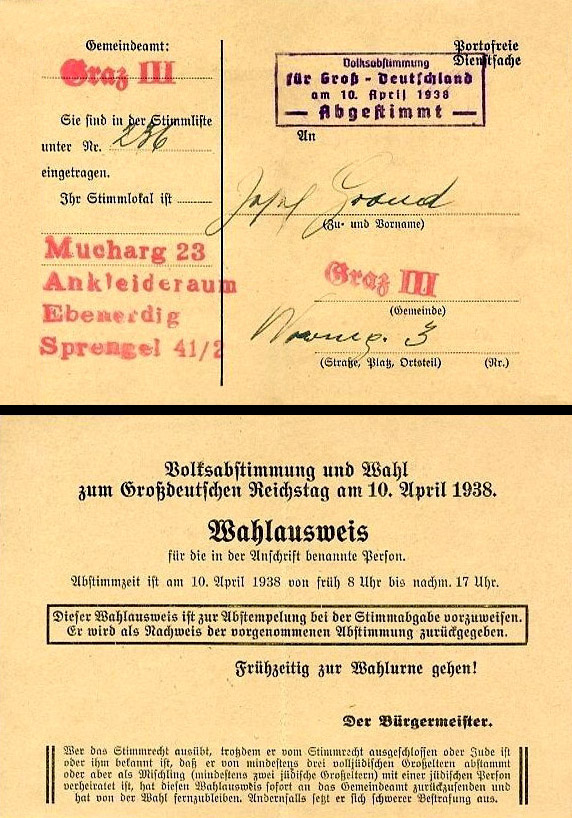 Gemeindeamt:
Graz III
Sie sind in der Stimmliste
unter Nr. 236
eingetragen.
Ihr Stimmlokal ist
Mucharg 23
Ankleideraum
Ebenerdig
Sprengel 41/2
Portofreie
Dienstsache
Volksabstimmung
für Groß-Deutschland
am 10. April 1938
— Abgestimmt —
An
(Zu- und Vorname)
Graz III
(Gemeinde)
3
(Straße, Platz, Ortsteil) (Nr.)
Volksabstimmung und Wahl
zum Großdeutschen Reichstag am 10. April 1938.
Wahlausweis
für die in der Anschrift benannte Person.
Abstimmzeit ist am 10. April 1938 von früh 8 Uhr bis nachm. 17 Uhr.
Dieser Wahlausweis ist zur Abstempelung bei der Stimmabgabe vorzuweisen.
Er wird als Nachweis der vorgenommenen Abstimmung zurückgegeben.
Frühzeitig zur Wahlurne gehen!
Der Bürgermeister.
Wer das Stimmrecht ausübt, trotzdem er vom Stimmrecht ausgeschlossen oder Jude ist
oder ihm bekannt ist, daß er von mindestens drei volljüdischen Großeltern abstammt
oder aber als Mischling (mindestens zwei jüdische Großeltern) mit einer jüdischen Person
verheiratet ist, hat diesen Wahlausweis sofort an das Gemeindeamt zurückzusenden und
hat von der Wahl fernzubleiben. Andernfalls setzt er sich schwerer Bestrafung aus.